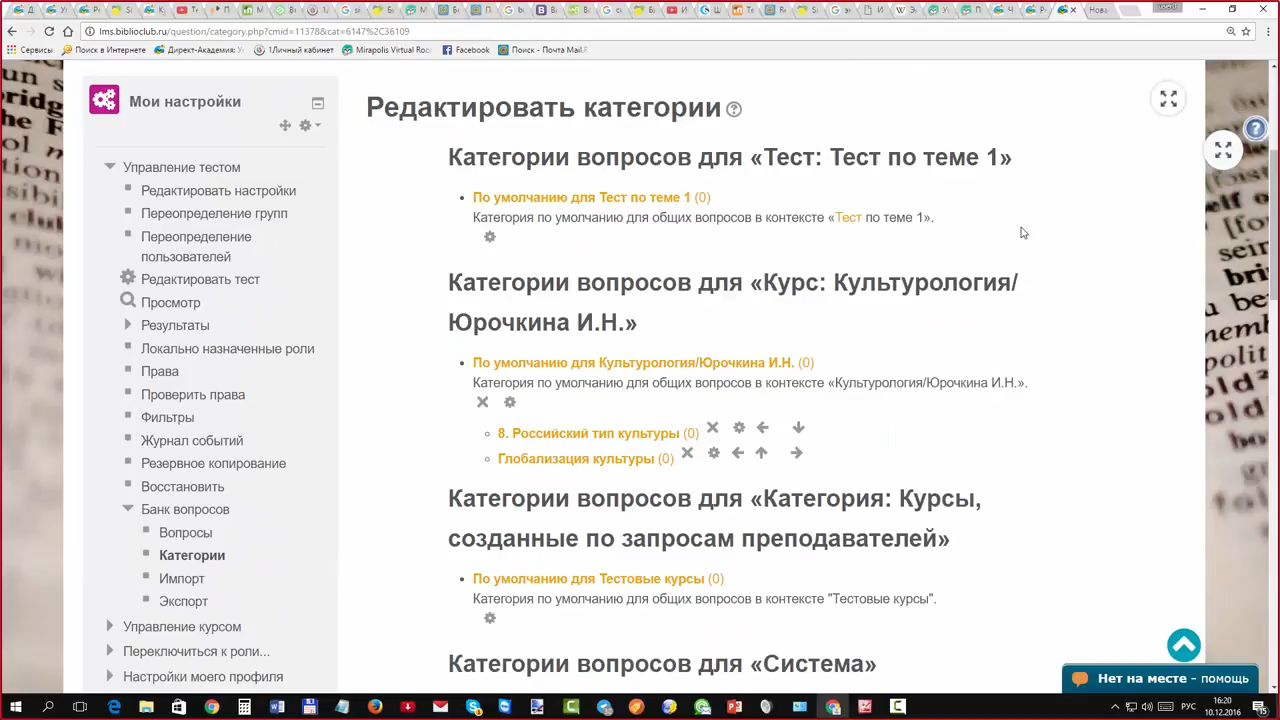 lms.biblioclub.ru/question/category.php?cmid=11378&cat=6147%2C36109
Сервисы
Поиск в Интернете
Директ-Академия: У
1Личный кабинет
Mirapolis Virtual Roo
Facebook
Поиск - Почта Mail.R
Мои настройки
Управление тестом
Редактировать настройки
Переопределение групп
Переопределение
пользователей
Редактировать тест
Просмотр
Результаты
Локально назначенные роли
Права
Проверить права
Фильтры
Журнал событий
Резервное копирование
Восстановить
Банк вопросов
Вопросы
Категории
Импорт
Экспорт
Управление курсом
Переключиться к роли...
Настройки моего профиля
Редактировать категории
Категории вопросов для «Тест: Тест по теме 1»
По умолчанию для Тест по теме 1 (0)
Категория по умолчанию для общих вопросов в контексте «Тест по теме 1».
Категории вопросов для «Курс: Культурология/
Юрочкина И.Н.»
По умолчанию для Культурология/Юрочкина И.Н. (0)
Категория по умолчанию для общих вопросов в контексте «Культурология/Юрочкина И.Н.».
8. Российский тип культуры (0)
Глобализация культуры (0)
Категории вопросов для «Категория: Курсы,
созданные по запросам преподавателей»
По умолчанию для Тестовые курсы (0)
Категория по умолчанию для общих вопросов в контексте "Тестовые курсы".
Категории вопросов для «Система»
Нет на месте - помощь
РУС
16:20
10.12.2016
15